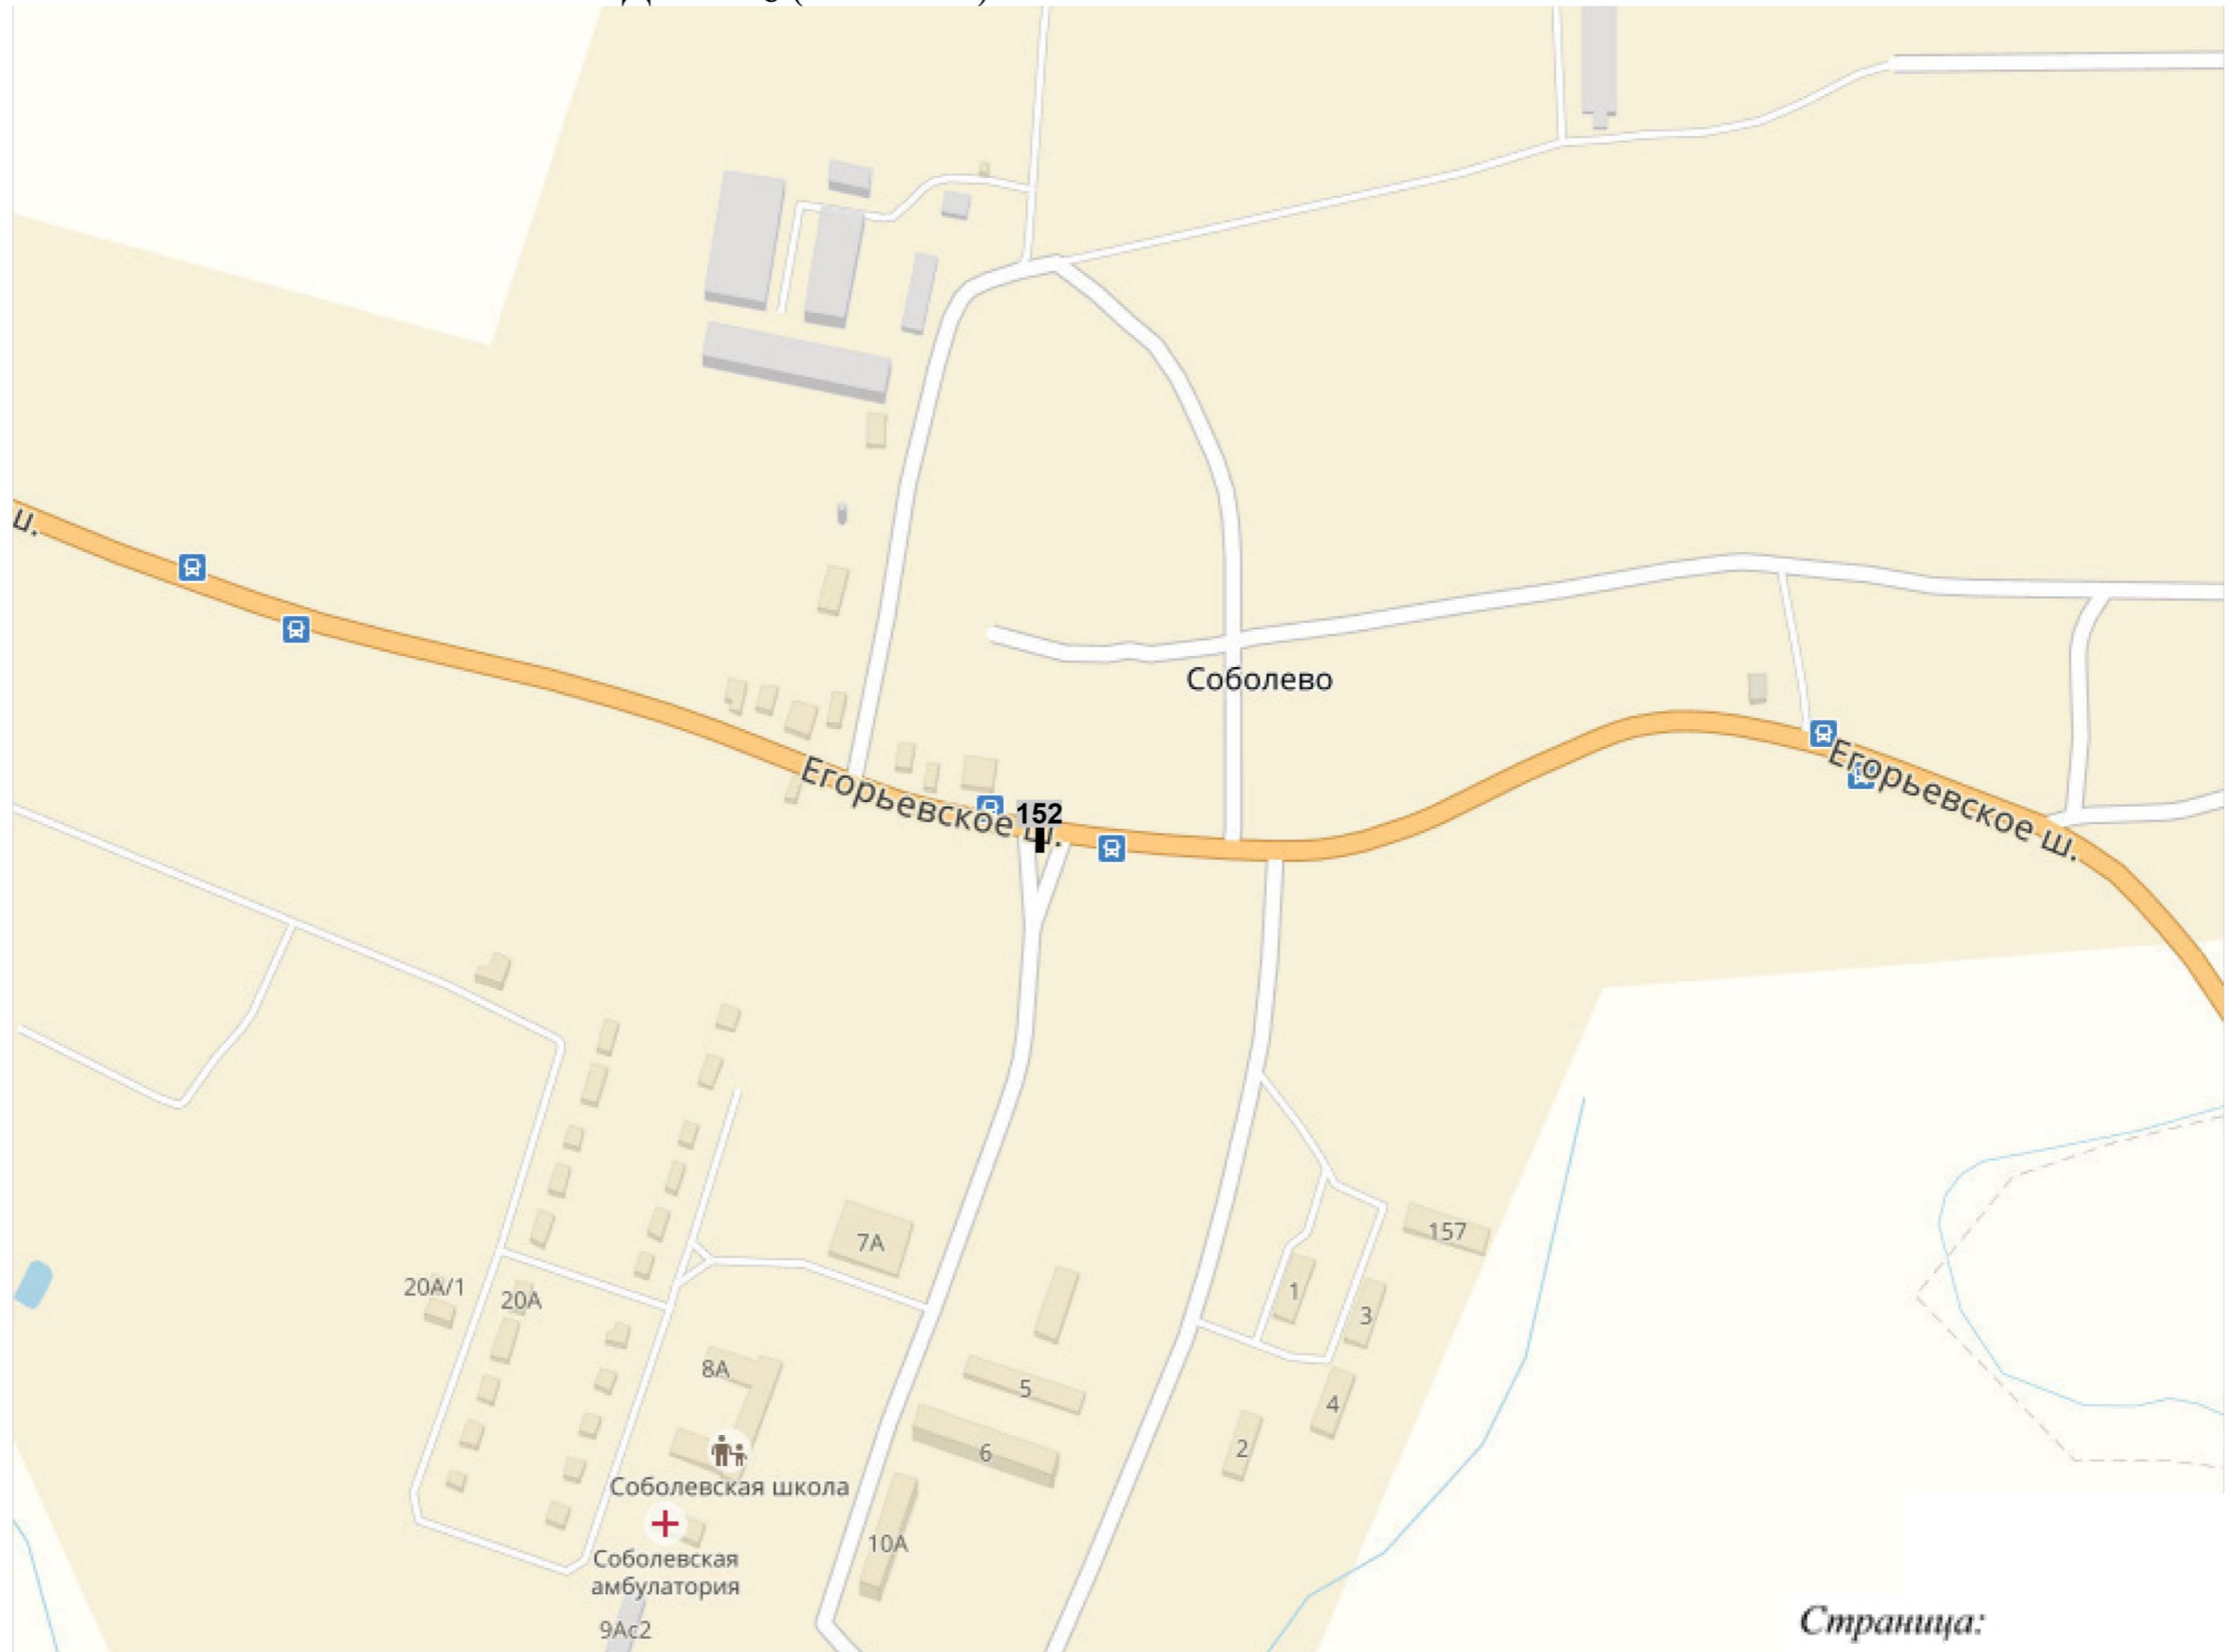 ш.
Соболево
Егорьевское ш.
152
Егорьевское ш.
7А
157
20А/1
20А
1
3
8А
5
4
6
2
Соболевская школа
10А
Соболевская
амбулатория
9Ас2
Страница: